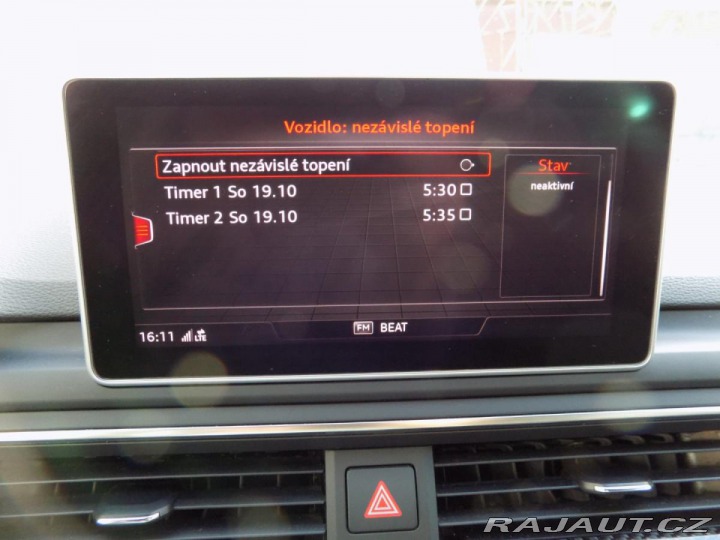 Vozidlo: nezávislé topení
Zapnout nezávislé topení
Timer 1 So 19.10 5:30
Timer 2 So 19.10 5:35
Stav
neaktivní
16:11 LTE
FM BEAT
RAJAUT.CZ